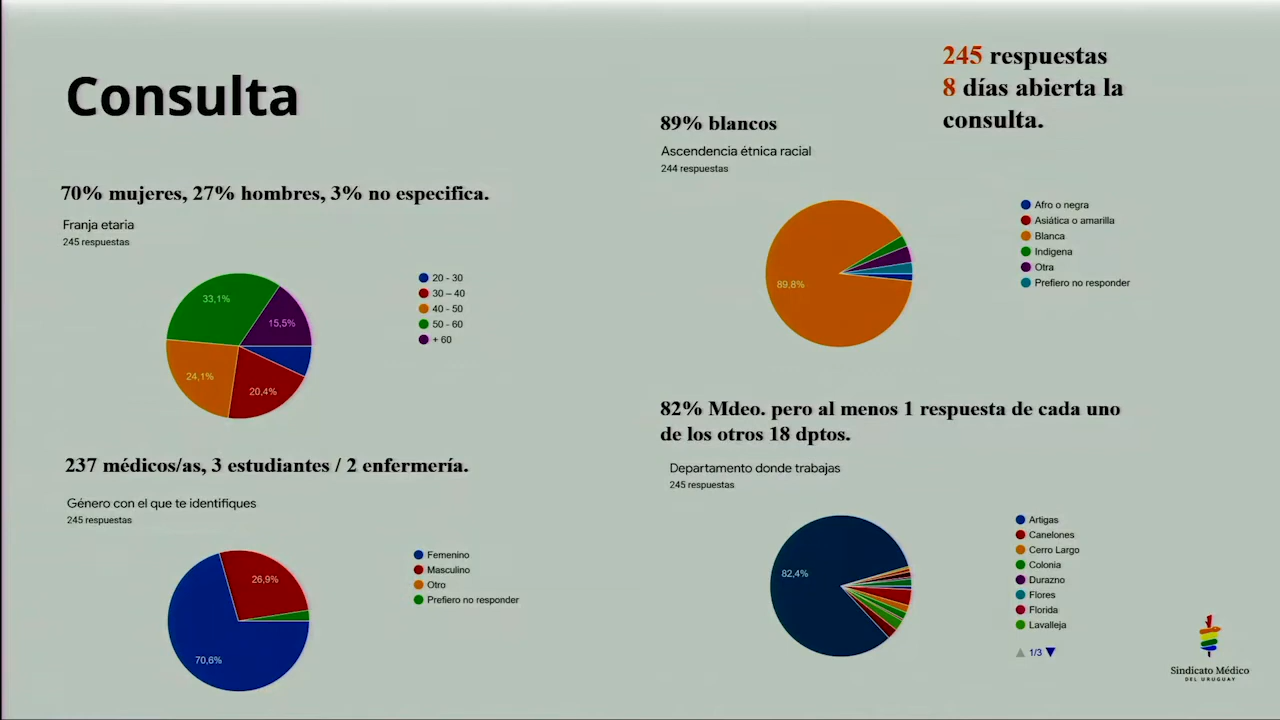 Consulta
245 respuestas
8 días abierta la
consulta.
70% mujeres, 27% hombres, 3% no especifica.
Franja etaria
245 respuestas
33,1%
15,5%
24,1%
20,4%
20 - 30
30 – 40
40 - 50
50 - 60
+ 60
237 médicos/as, 3 estudiantes / 2 enfermería.
Género con el que te identifiques
245 respuestas
26,9%
70,6%
Femenino
Masculino
Otro
Prefiero no responder
89% blancos
Ascendencia étnica racial
244 respuestas
89,8%
Afro o negra
Asiática o amarilla
Blanca
Indigena
Otra
Prefiero no responder
82% Mdeo. pero al menos 1 respuesta de cada uno
de los otros 18 dptos.
Departamento donde trabajas
245 respuestas
82,4%
Artigas
Canelones
Cerro Largo
Colonia
Durazno
Flores
Florida
Lavalleja
1/3
Sindicato Médico
DEL URUGUAY